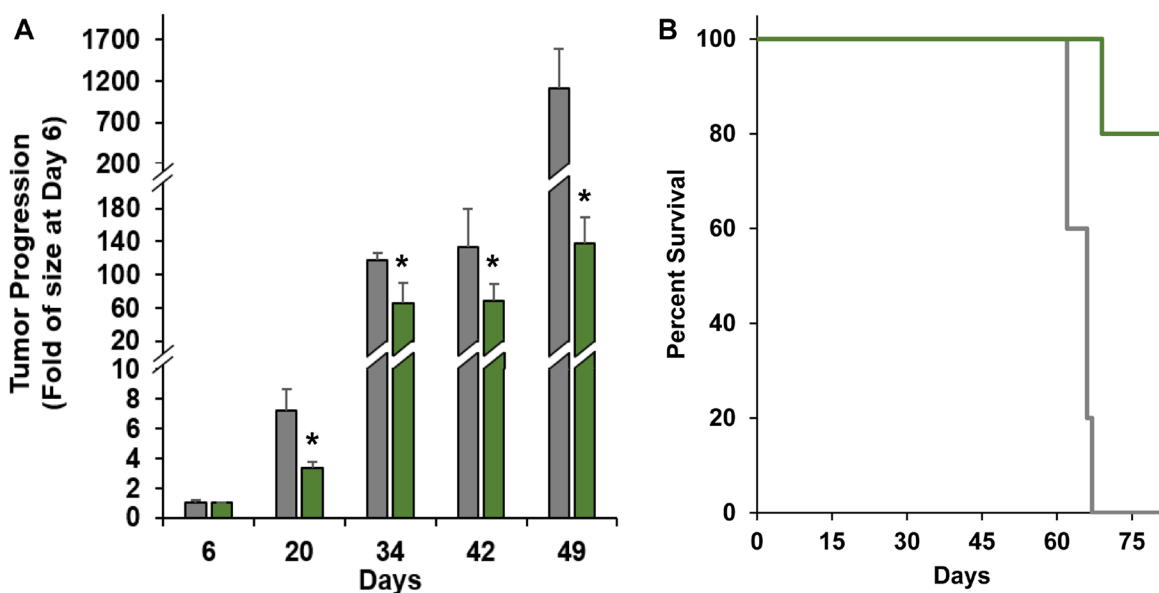 A
Tumor Progression
(Fold of size at Day 6)
1700
1200
700
200
180
140
100
60
20
10
8
6
4
2
0
*
*
*
*
6 20 34 42 49
Days
B
Percent Survival
100
80
60
40
20
0
0 15 30 45 60 75
Days